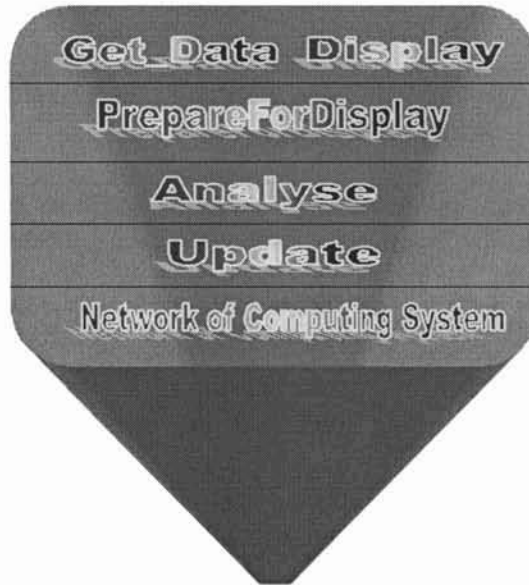 Get_Data Display
PrepareForDisplay
Analyse
Update
Network of Computing System